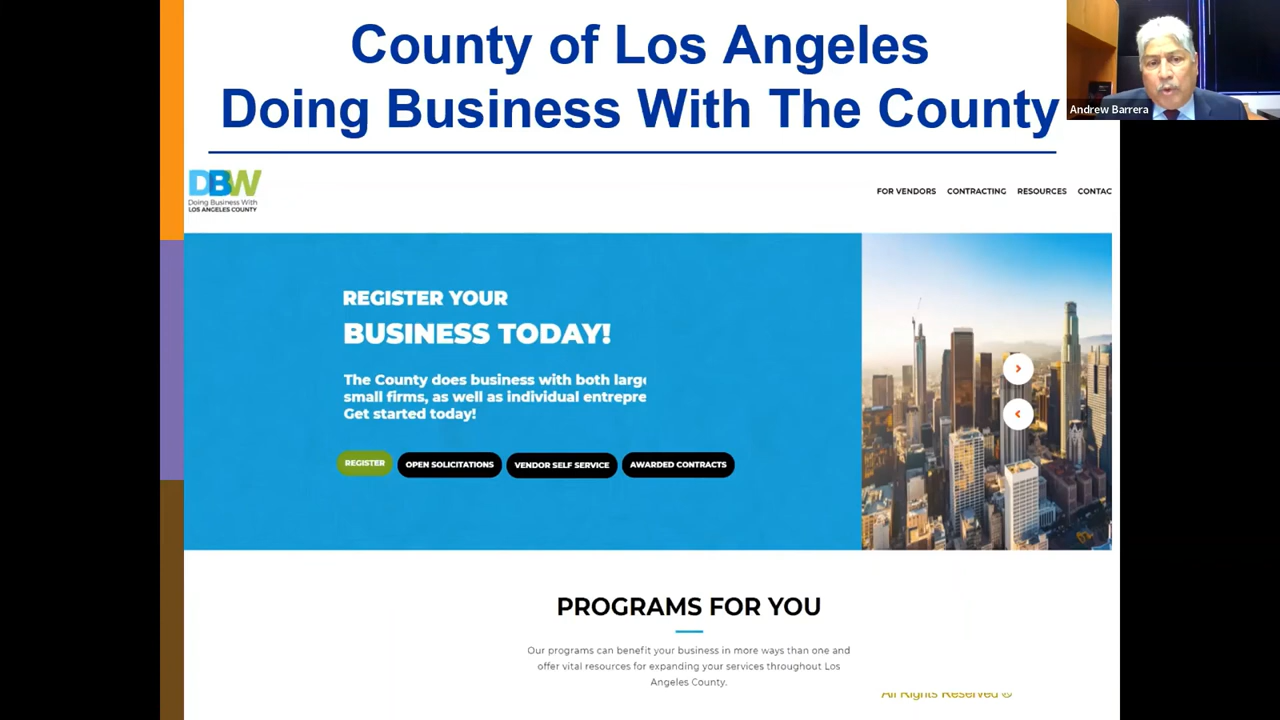 County of Los Angeles
Doing Business With The County
Andrew Barrera
DBW
Doing Business With
LOS ANGELES COUNTY
FOR VENDORS CONTRACTING RESOURCES CONTAC
REGISTER YOUR
BUSINESS TODAY!
The County does business with both large
small firms, as well as individual entrepre
Get started today!
REGISTER OPEN SOLICITATIONS VENDOR SELF SERVICE AWARDED CONTRACTS
PROGRAMS FOR YOU
Our programs can benefit your business in more ways than one and
offer vital resources for expanding your services throughout Los
Angeles County.
All Rights Reserved ©